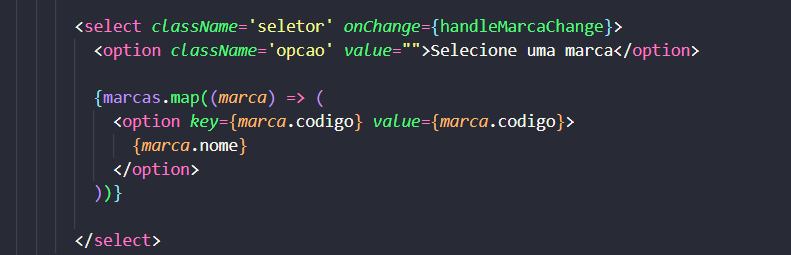 <select className='seletor' onChange={handleMarcaChange}>
<option className='opcao' value="">Selecione uma marca</option>
{marcas.map((marca) => (
<option key={marca.codigo} value={marca.codigo}>
{marca.nome}
</option>
))}
</select>